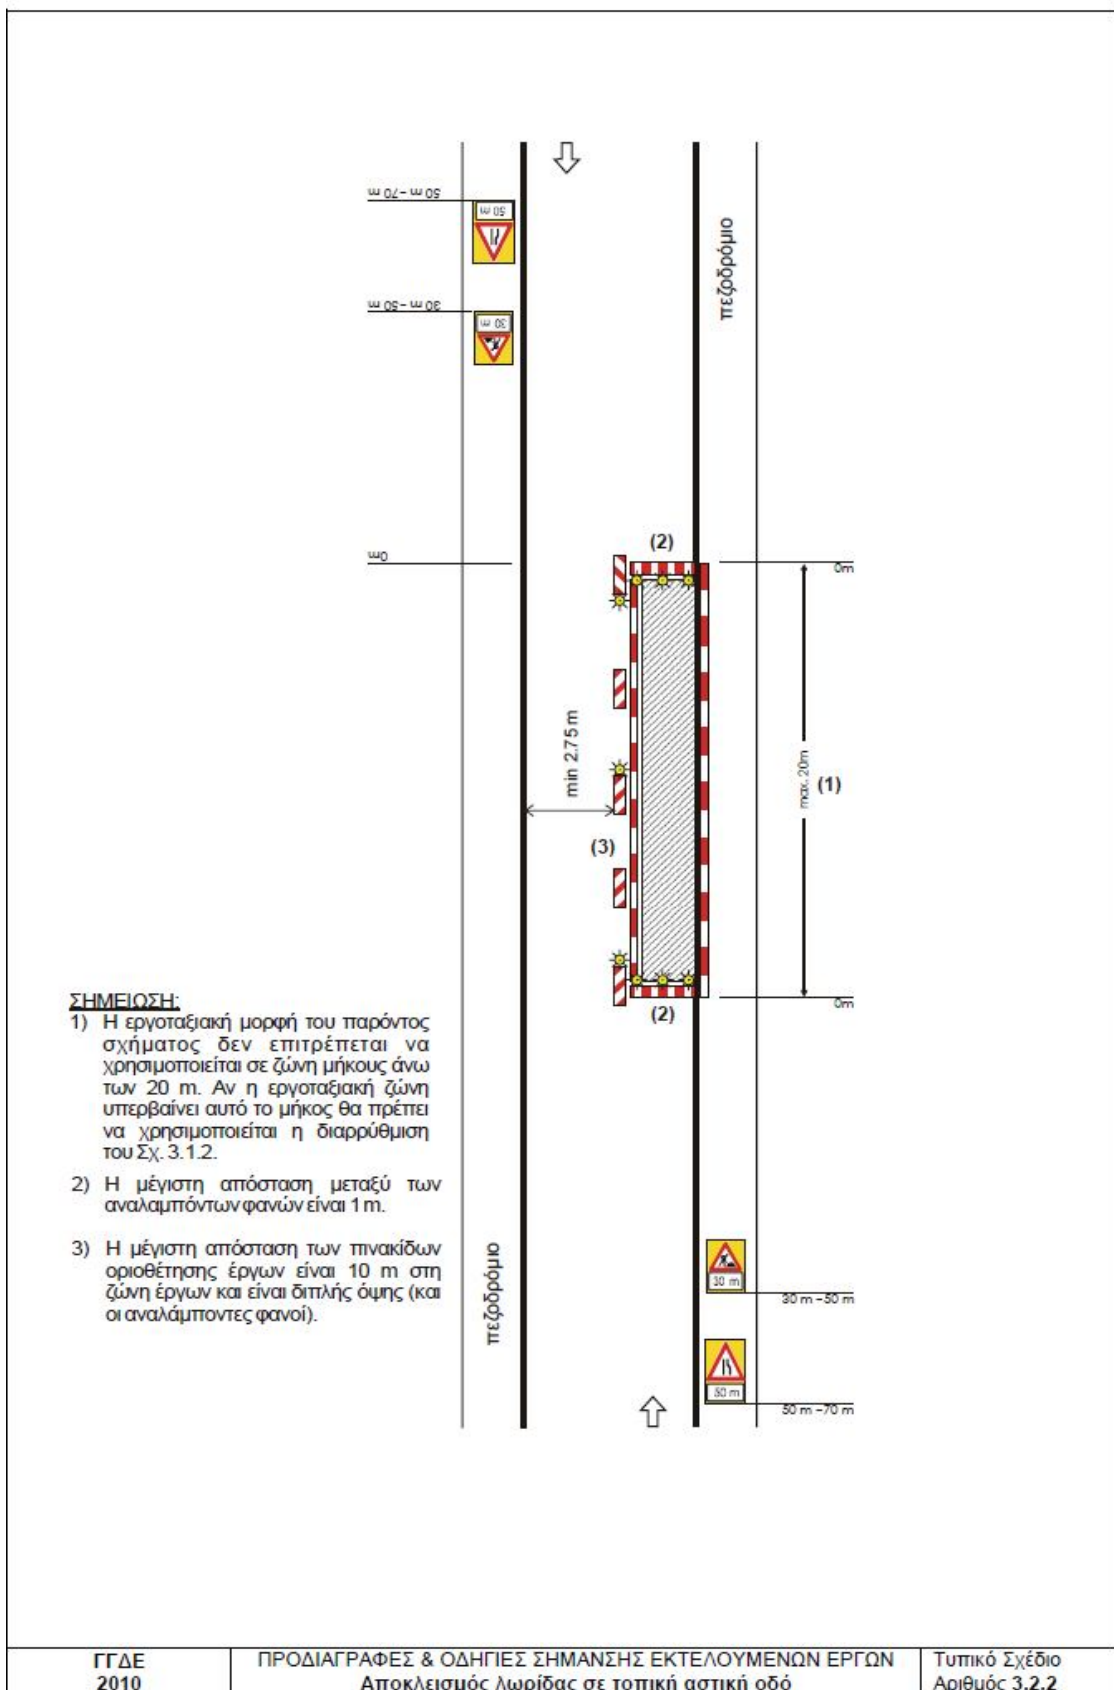 50 m -70 m
50 m
πεζοδρόμιο
30 m -50 m
30 m
(2)
0m
0m
min 2.75 m
max. 20m
(1)
(3)
0m
(2)
ΣΗΜΕΙΩΣΗ:
1) Η εργοταξιακή μορφή του παρόντος
σχήματος δεν επιτρέπεται να
χρησιμοποιείται σε ζώνη μήκους άνω
των 20 m. Αν η εργοταξιακή ζώνη
υπερβαίνει αυτό το μήκος θα πρέπει
να χρησιμοποιείται η διαρρύθμιση
του Σχ. 3.1.2.
2) Η μέγιστη απόσταση μεταξύ των
αναλαμπόντων φανών είναι 1 m.
3) Η μέγιστη απόσταση των πινακίδων
οριοθέτησης έργων είναι 10 m στη
ζώνη έργων και είναι διπλής όψης (και
οι αναλάμποντες φανοί).
πεζοδρόμιο
30 m
30 m -50 m
50 m
50 m -70 m
ΓΓΔΕ
2010
ΠΡΟΔΙΑΓΡΑΦΕΣ & ΟΔΗΓΙΕΣ ΣΗΜΑΝΣΗΣ ΕΚΤΕΛΟΥΜΕΝΩΝ ΕΡΓΩΝ
Αποκλεισμός λωρίδας σε τοπική αστική οδό
Τυπικό Σχέδιο
Αριθμός 3.2.2